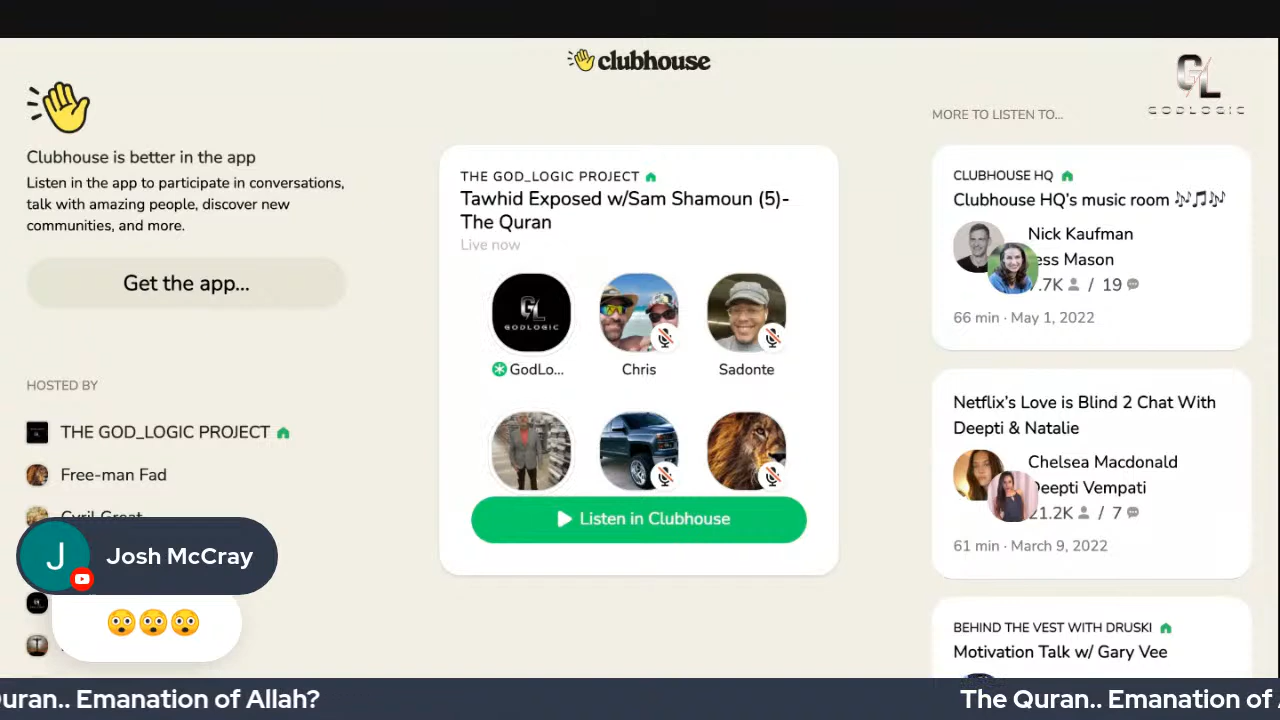 clubhouse
GL
GODLOGIC
Clubhouse is better in the app
Listen in the app to participate in conversations,
talk with amazing people, discover new
communities, and more.
Get the app...
HOSTED BY
THE GOD_LOGIC PROJECT
Free-man Fad
Cyril Great
J
Josh McCray
THE GOD_LOGIC PROJECT
Tawhid Exposed w/Sam Shamoun (5)-
The Quran
Live now
GL
GODLOGIC
GodLo...
Chris
Sadonte
Listen in Clubhouse
MORE TO LISTEN TO...
CLUBHOUSE HQ
Clubhouse HQ's music room 🎶🎵🎶
Nick Kaufman
ess Mason
.7K / 19
66 min · May 1, 2022
Netflix's Love is Blind 2 Chat With
Deepti & Natalie
Chelsea Macdonald
Deepti Vempati
21.2K / 7
61 min · March 9, 2022
BEHIND THE VEST WITH DRUSKI
Motivation Talk w/ Gary Vee
uran.. Emanation of Allah?
The Quran.. Emanation of